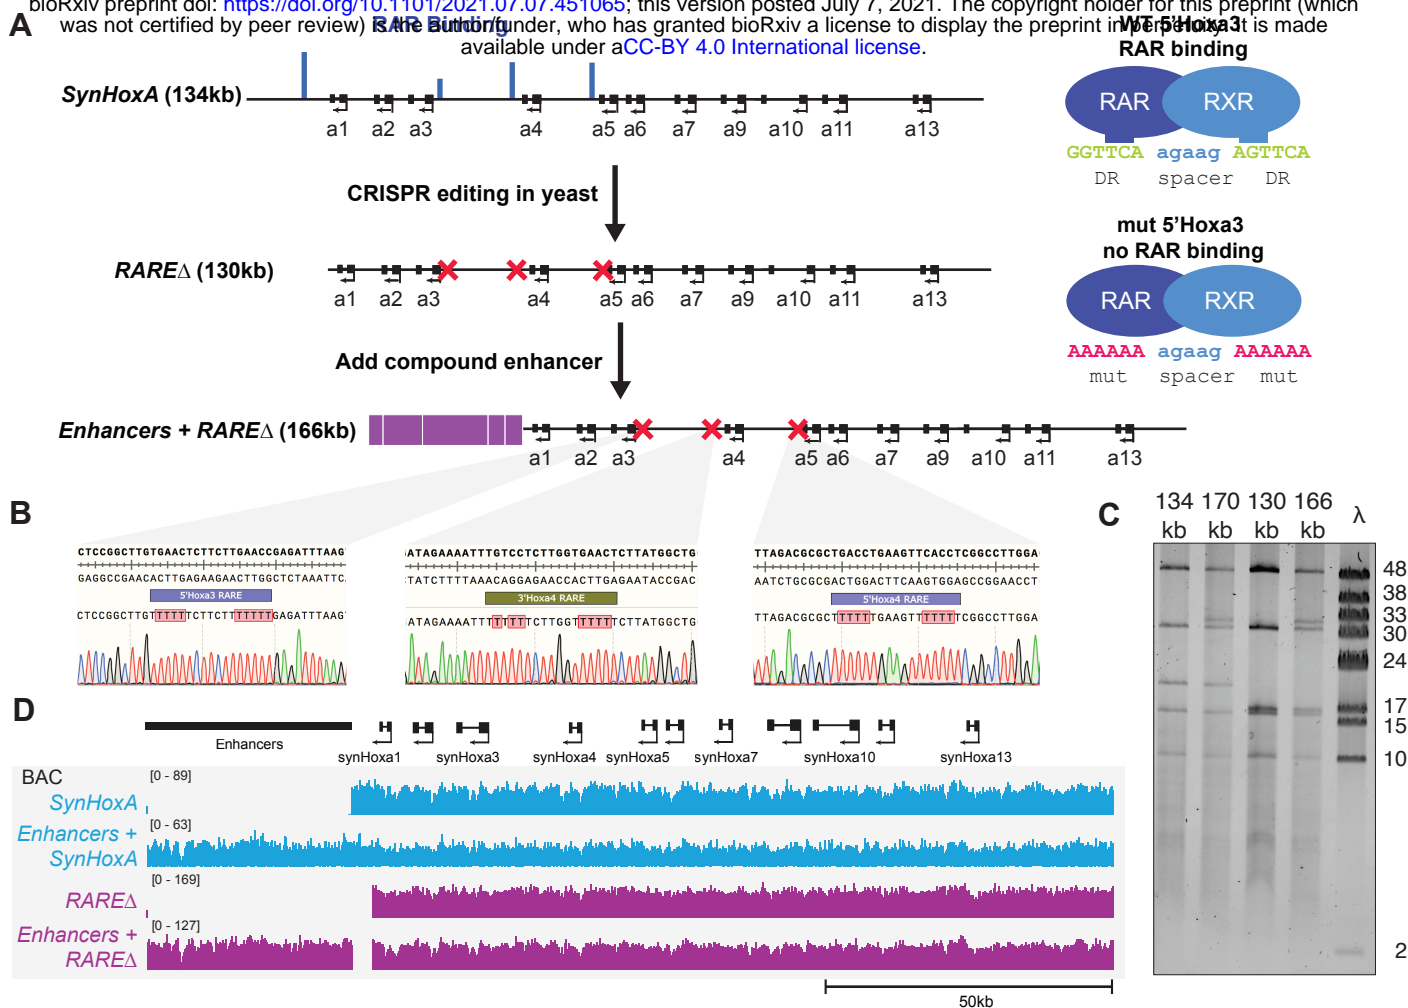 bioRxiv preprint doi: https://doi.org/10.1101/2021.07.07.451065; this version posted July 7, 2021. The copyright holder for this preprint (which
was not certified by peer review) is the author/funder, who has granted bioRxiv a license to display the preprint in perpetuity. It is made
available under aCC-BY 4.0 International license.
A
RAR Binding
SynHoxA (134kb)
a1 a2 a3 a4 a5 a6 a7 a9 a10 a11 a13
CRISPR editing in yeast
RAREΔ (130kb)
a1 a2 a3 a4 a5 a6 a7 a9 a10 a11 a13
Add compound enhancer
Enhancers + RAREΔ (166kb)
a1 a2 a3 a4 a5 a6 a7 a9 a10 a11 a13
WT 5'Hoxa3
RAR binding
RAR RXR
GGTTCA agaag AGTTCA
DR spacer DR
mut 5'Hoxa3
no RAR binding
RAR RXR
AAAAAA agaag AAAAAA
mut spacer mut
B
CTCCGGCTTGTGAACTCTTCTTGAACCGAGATTTAAG
GAGGCCGAACACTTGAGAAGAACTTGGCTCTAAATTC
5'Hoxa3 RARE
CTCCGGCTTGTTTTTTCTTCTTTTTTTGAGATTTAAG
ATAGAAAATTTGTCCTCTTGGTGAACTCTTATGGCTG
TATCTTTTAAACAGGAGAACCACTTGAGAATACCGAC
3'Hoxa4 RARE
ATAGAAAATTTTTTTTCTTGGTTTTTTCTTATGGCTG
TTAGACGCGCTGACCTGAAGTTCACCTCGGCCTTGGA
AATCTGCGCGACTGGACTTCAAGTGGAGCCGGAACCT
5'Hoxa4 RARE
TTAGACGCGCTTTTTTGAAGTTTTTTTCGGCCTTGGA
C
134 kb 170 kb 130 kb 166 kb λ
48
38
33
30
24
17
15
10
2
D
Enhancers
synHoxa1 synHoxa3 synHoxa4 synHoxa5 synHoxa7 synHoxa10 synHoxa13
BAC
[0 - 89]
SynHoxA
[0 - 63]
Enhancers +
SynHoxA
[0 - 169]
RAREΔ
[0 - 127]
Enhancers +
RAREΔ
50kb